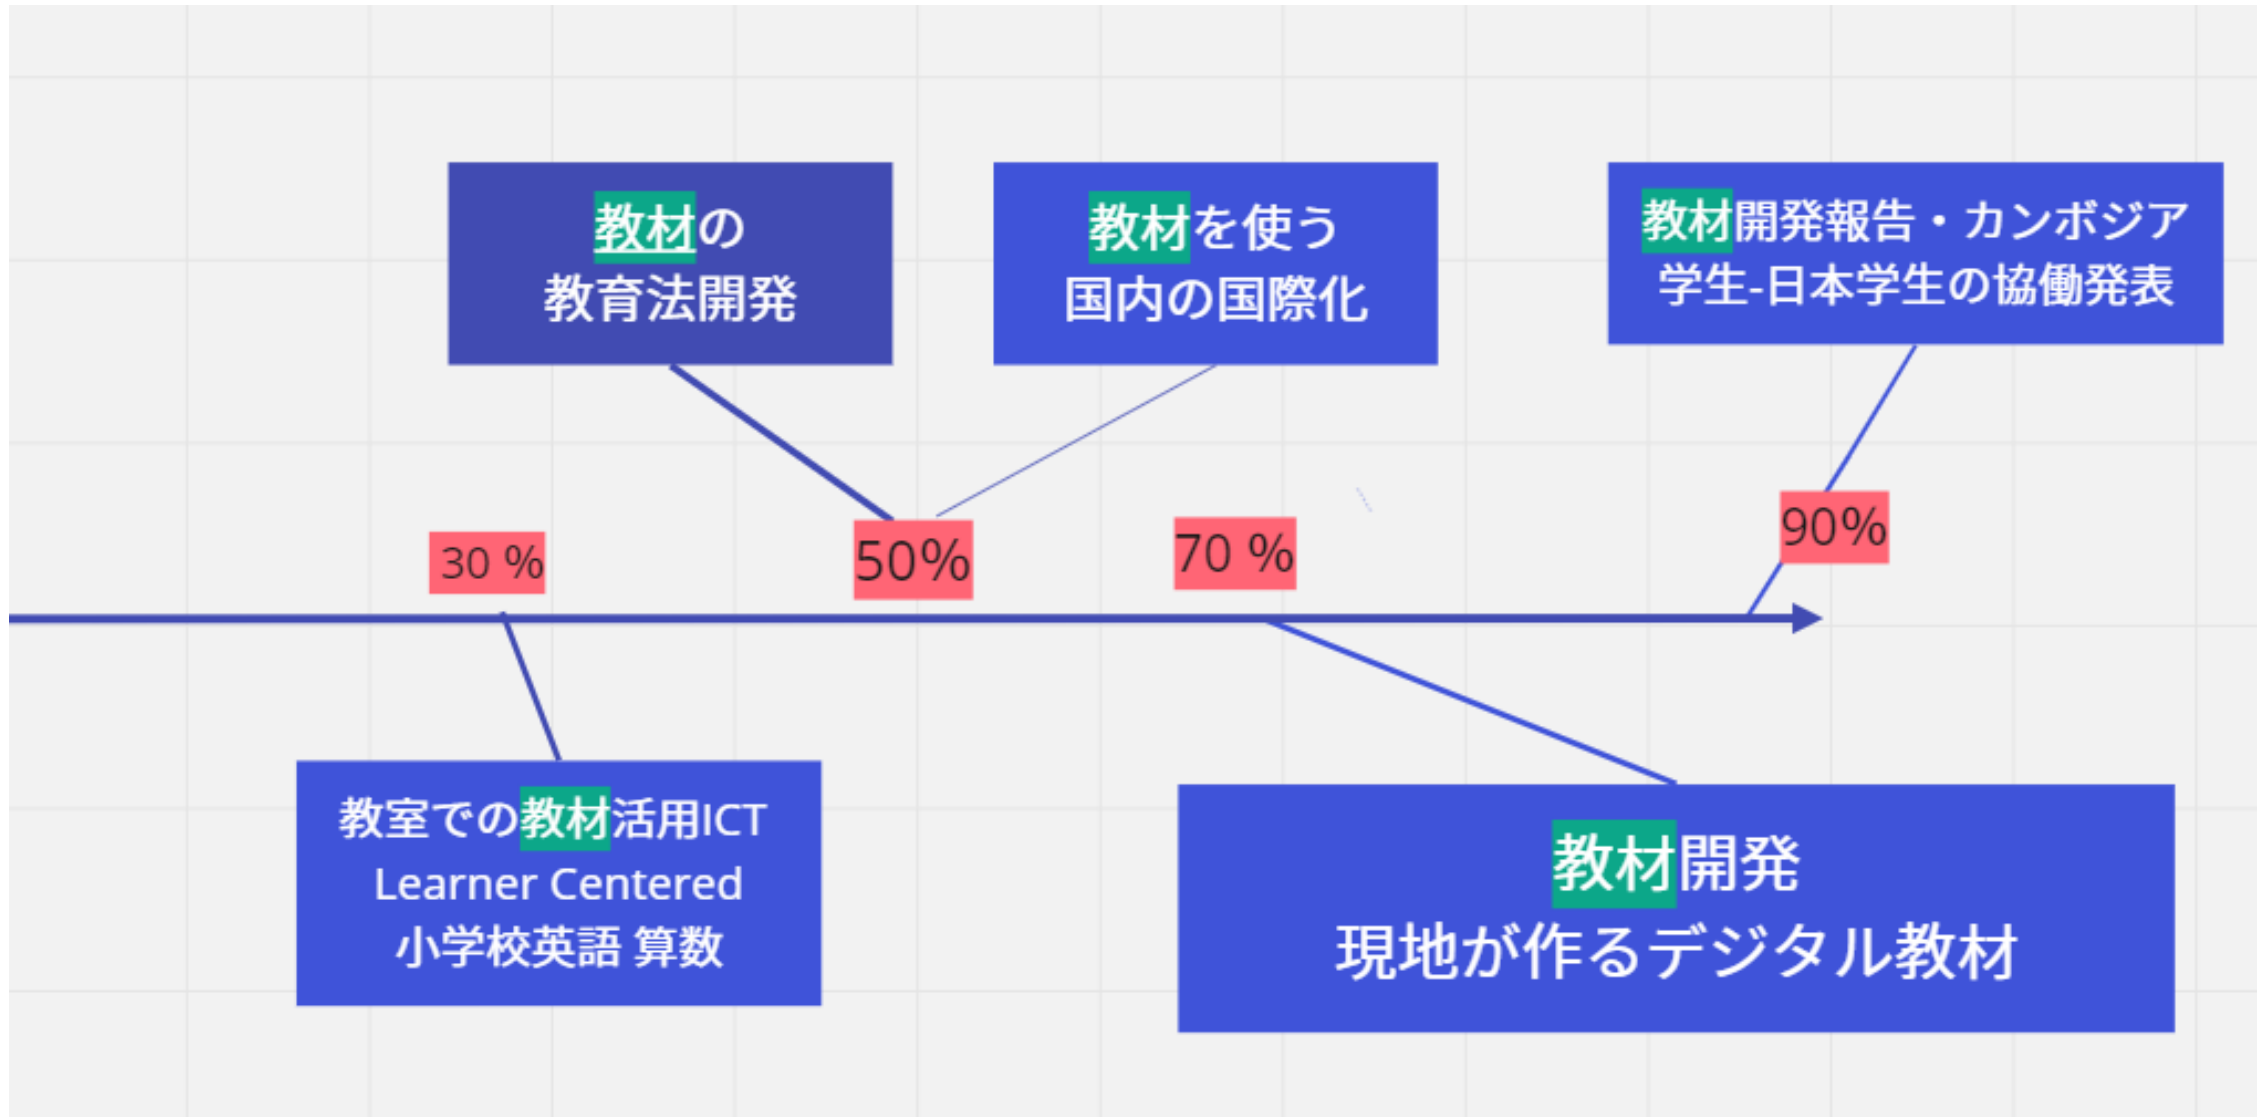 教材の
教育法開発
教材を使う
国内の国際化
教材開発報告・カンボジア
学生-日本学生の協働発表
30 %
50%
70 %
90%
教室での教材活用ICT
Learner Centered
小学校英語 算数
教材開発
現地が作るデジタル教材